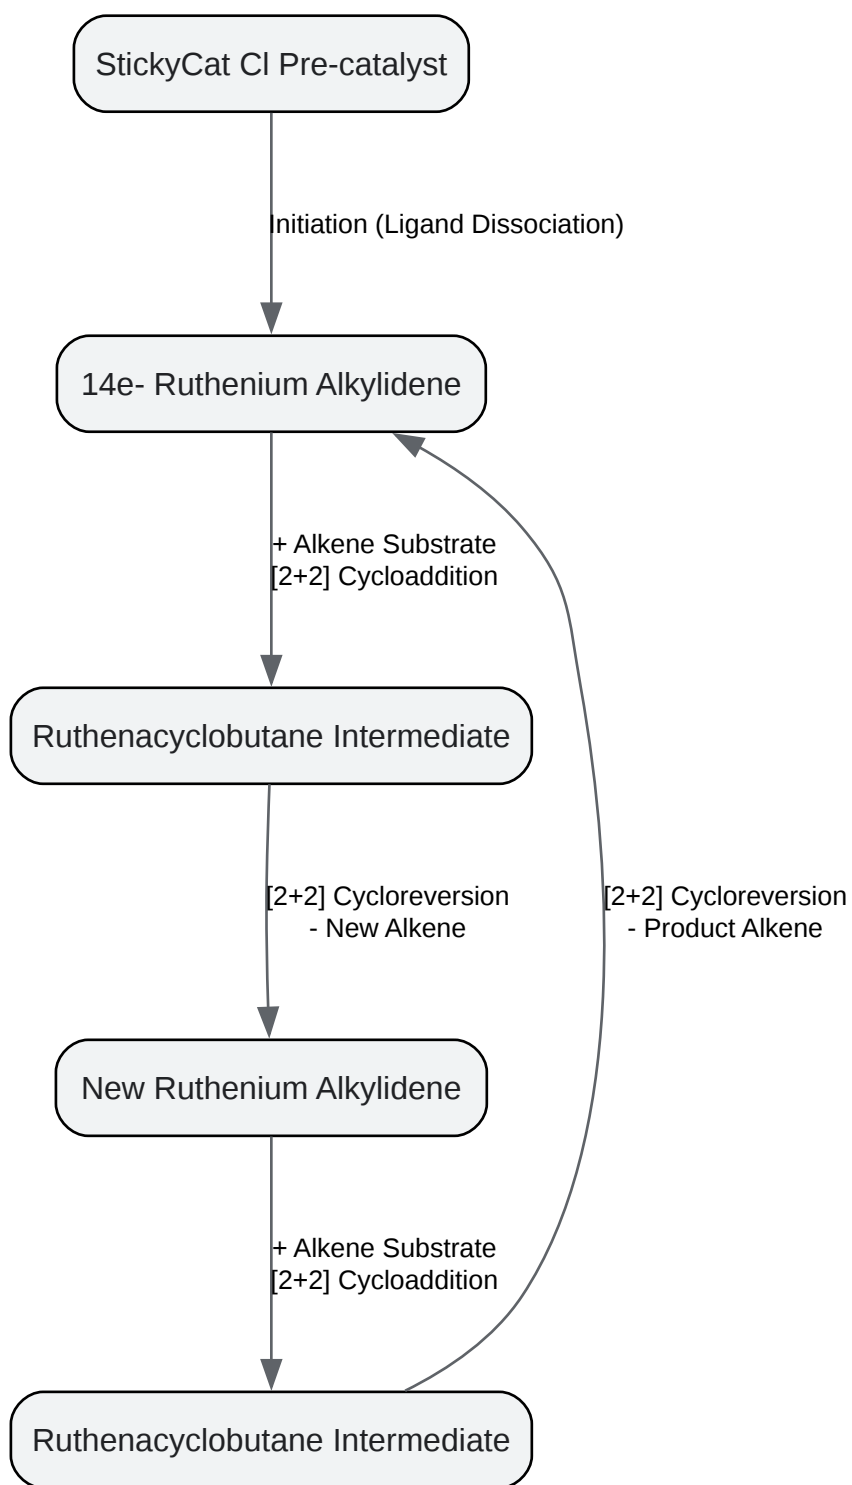 StickyCat Cl Pre-catalyst
Initiation (Ligand Dissociation)
14e- Ruthenium Alkylidene
+ Alkene Substrate
[2+2] Cycloaddition
Ruthenacyclobutane Intermediate
[2+2] Cycloreversion
- New Alkene
[2+2] Cycloreversion
- Product Alkene
New Ruthenium Alkylidene
+ Alkene Substrate
[2+2] Cycloaddition
Ruthenacyclobutane Intermediate